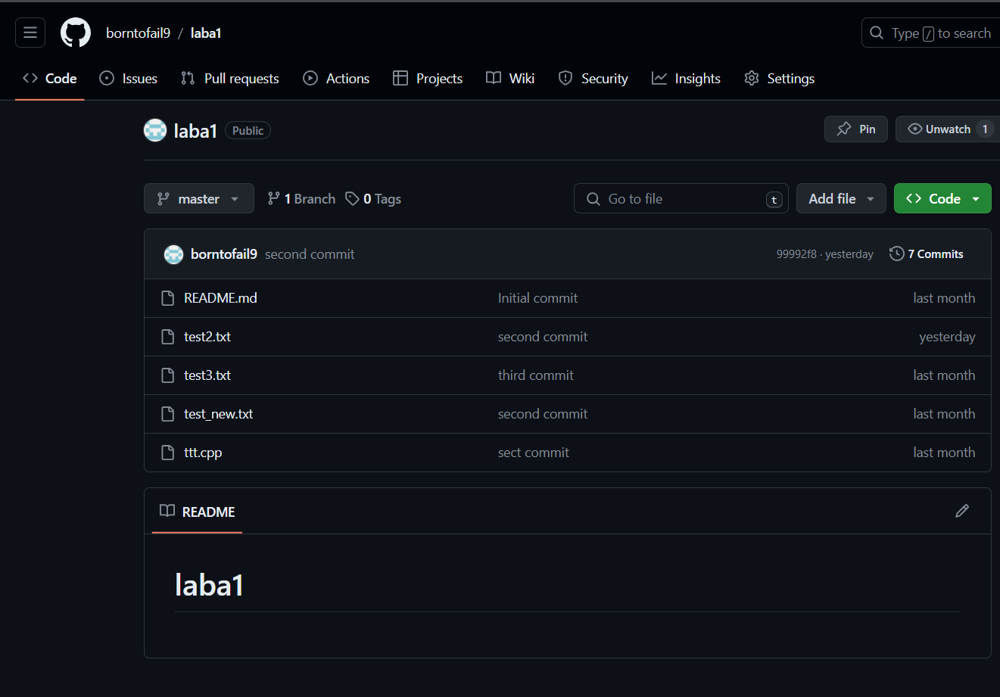 borntofail9 / laba1
Type / to search
Code Issues Pull requests Actions Projects Wiki Security Insights Settings
laba1 Public
Pin Unwatch 1
master 1 Branch 0 Tags
Go to file t Add file Code
borntofail9 second commit 99992f8 · yesterday 7 Commits
README.md Initial commit last month
test2.txt second commit yesterday
test3.txt third commit last month
test_new.txt second commit last month
ttt.cpp sect commit last month
README
laba1